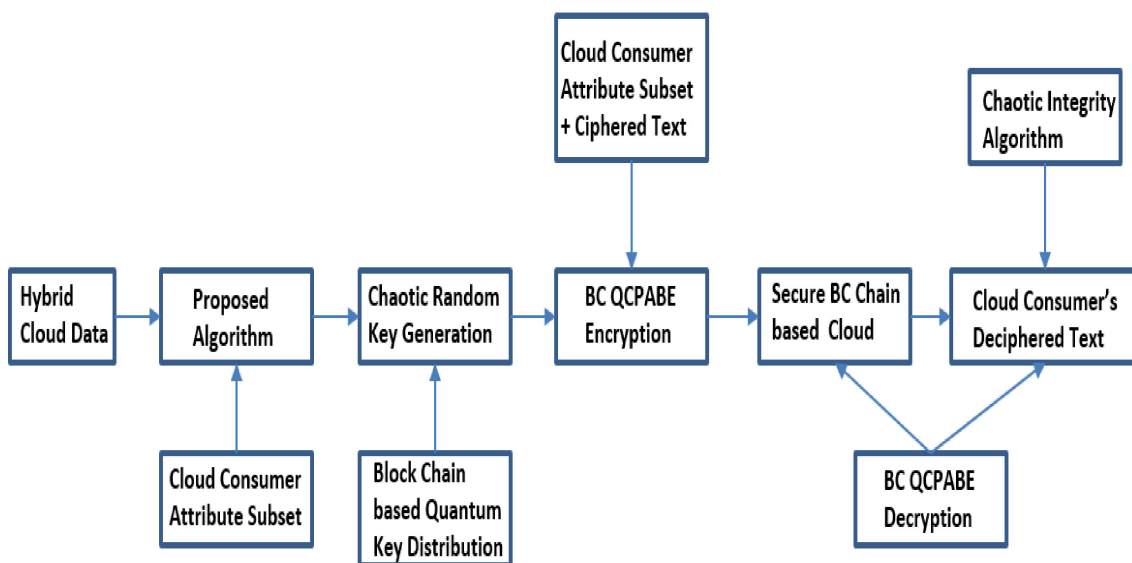 Cloud Consumer
Attribute Subset
+ Ciphered Text
Chaotic Integrity
Algorithm
Hybrid
Cloud Data
Proposed
Algorithm
Chaotic Random
Key Generation
BC QCPABE
Encryption
Secure BC Chain
based Cloud
Cloud Consumer's
Deciphered Text
Cloud Consumer
Attribute Subset
Block Chain
based Quantum
Key Distribution
BC QCPABE
Decryption